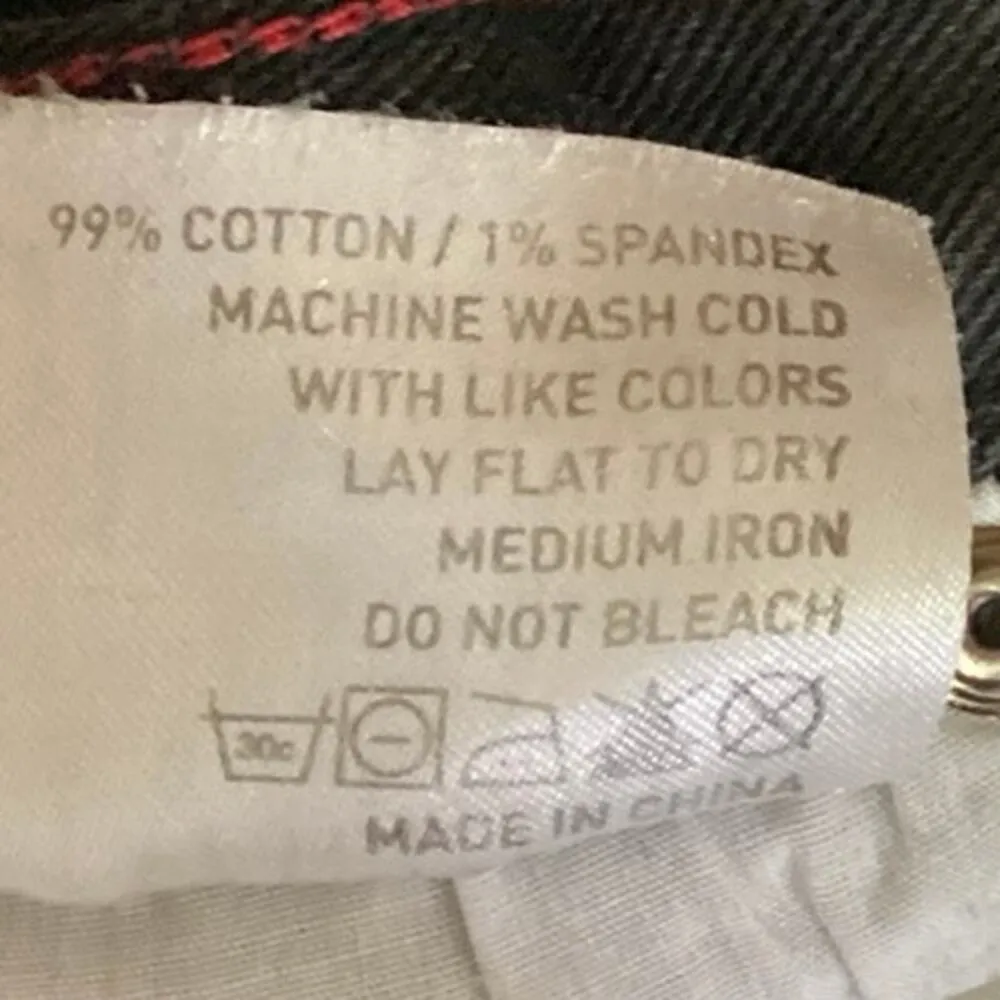 99% COTTON / 1% SPANDEX
MACHINE WASH COLD
WITH LIKE COLORS
LAY FLAT TO DRY
MEDIUM IRON
DO NOT BLEACH
30c
MADE IN CHINA